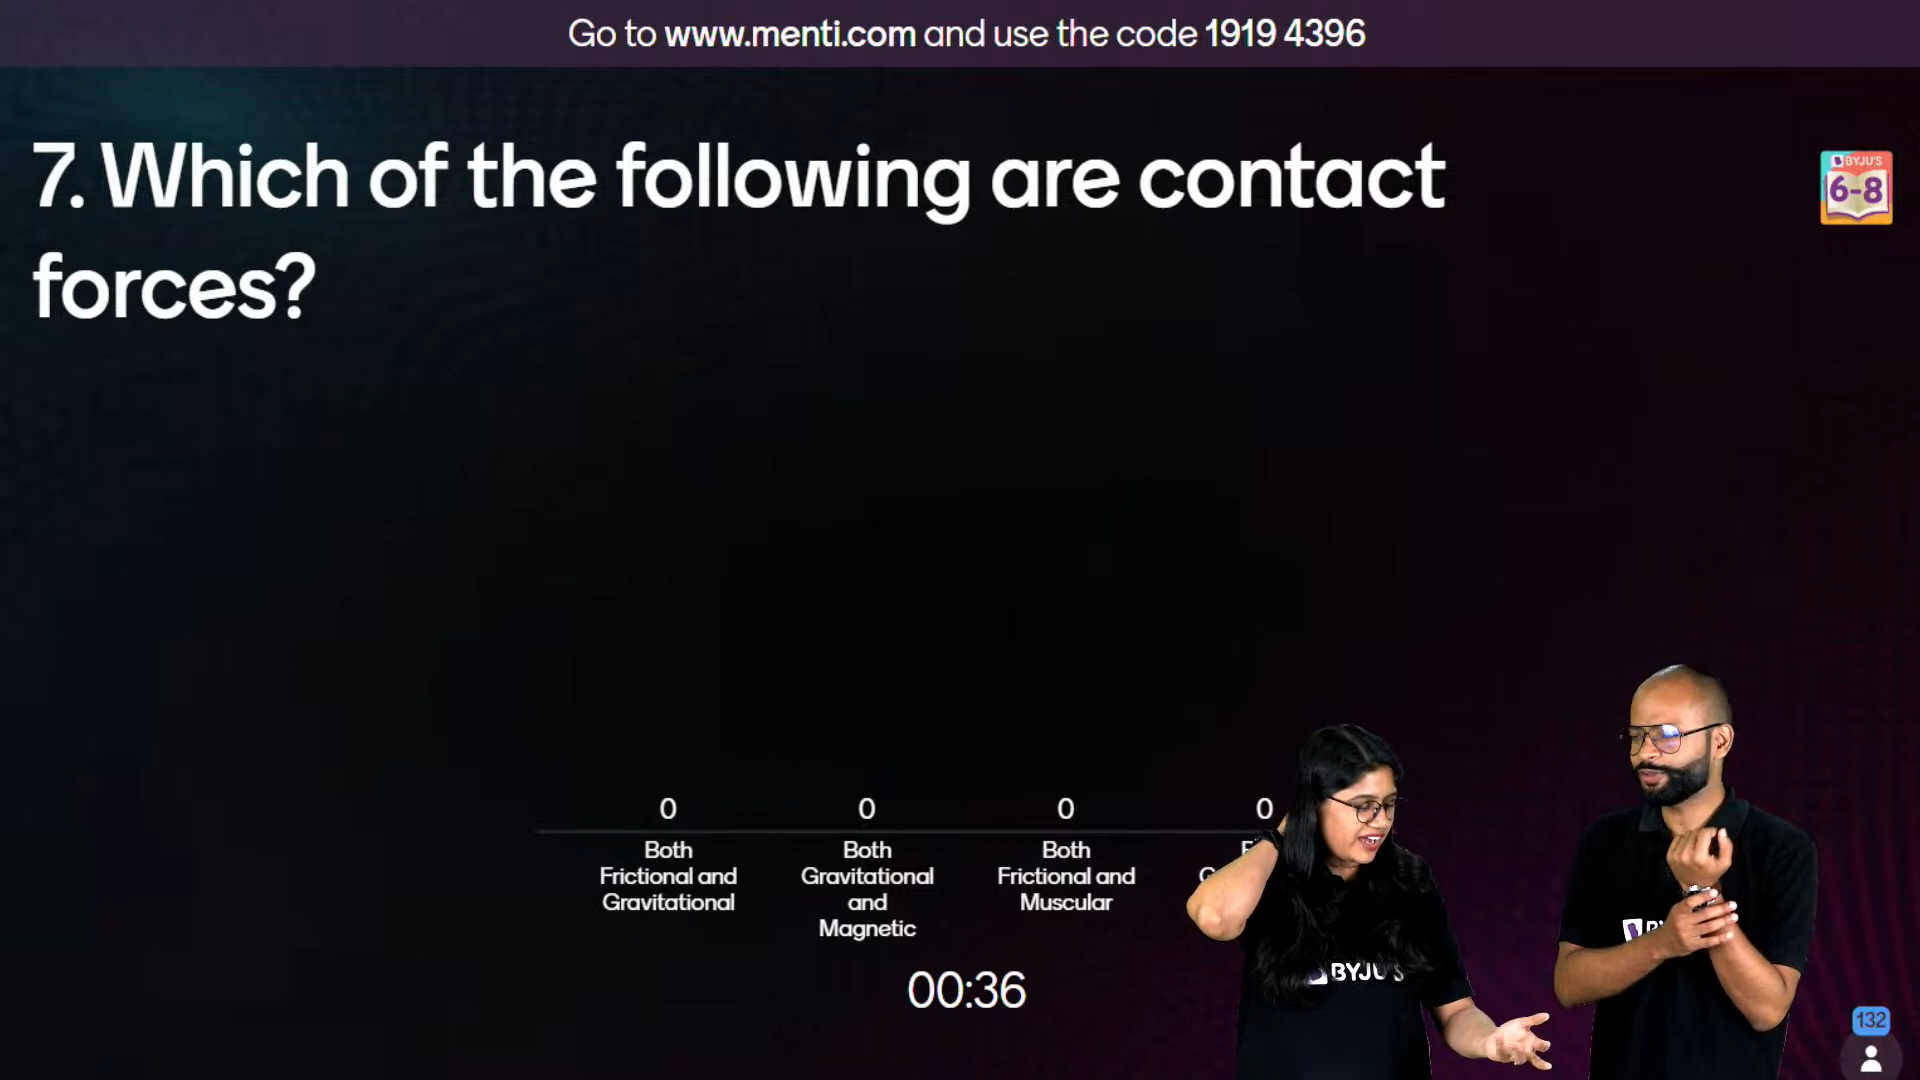 Go to www.menti.com and use the code 1919 4396
7. Which of the following are contact
forces?
BYJU'S
6-8
0 0 0 0
Both
Frictional and
Gravitational
Both
Gravitational
and
Magnetic
Both
Frictional and
Muscular
00:36
BYJU'S
132